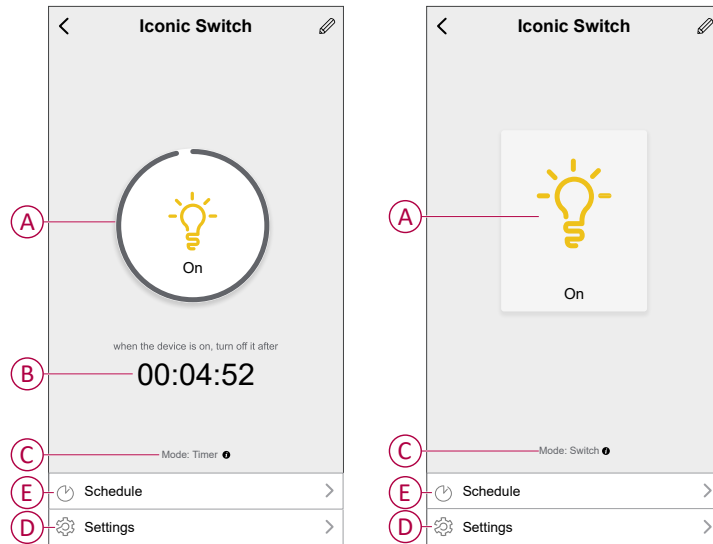 Iconic Switch
A
On
when the device is on, turn off it after
B
00:04:52
C
Mode: Timer
E
Schedule
D
Settings
Iconic Switch
A
On
C
Mode: Switch
E
Schedule
D
Settings